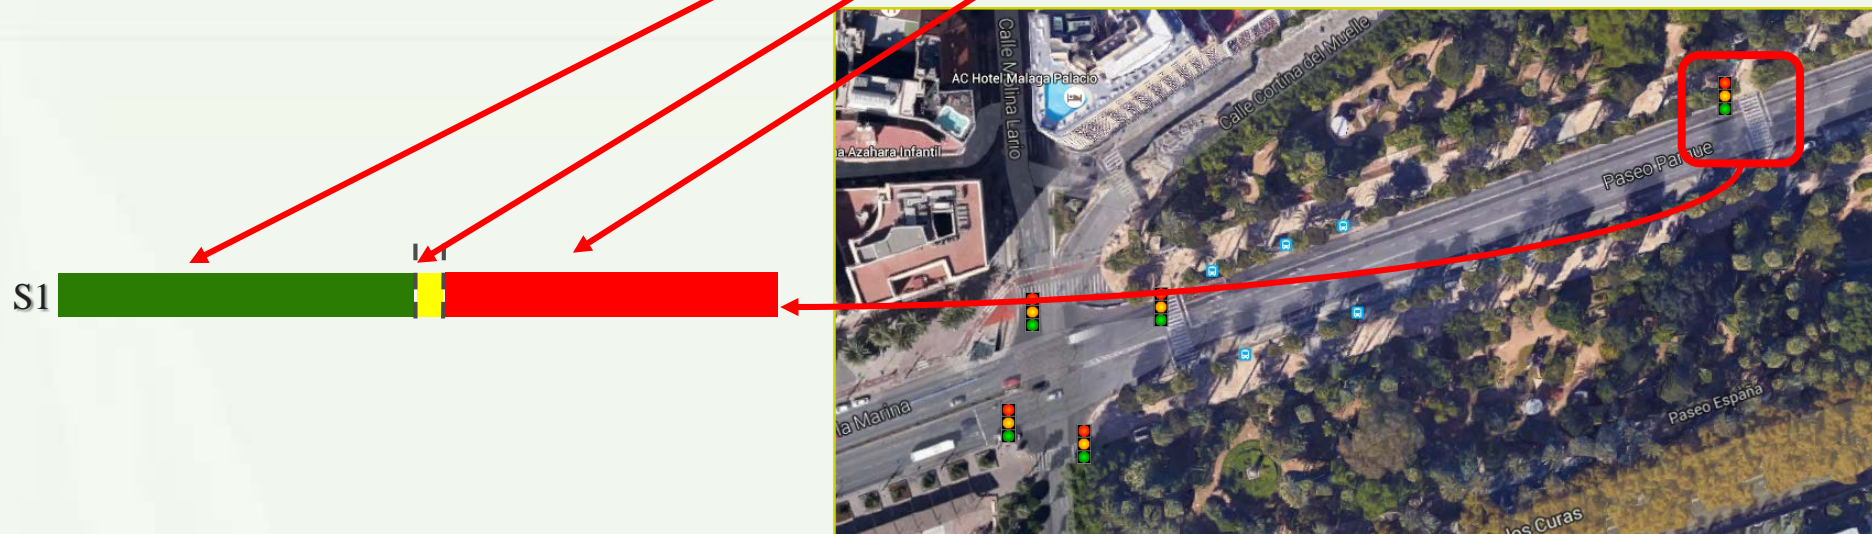 S1
Calle Molina Lario
AC Hotel Malaga Palacio
Calle Cortina del Muelle
a Azahara Infantil
Paseo Parque
la Marina
Paseo España
los Curas